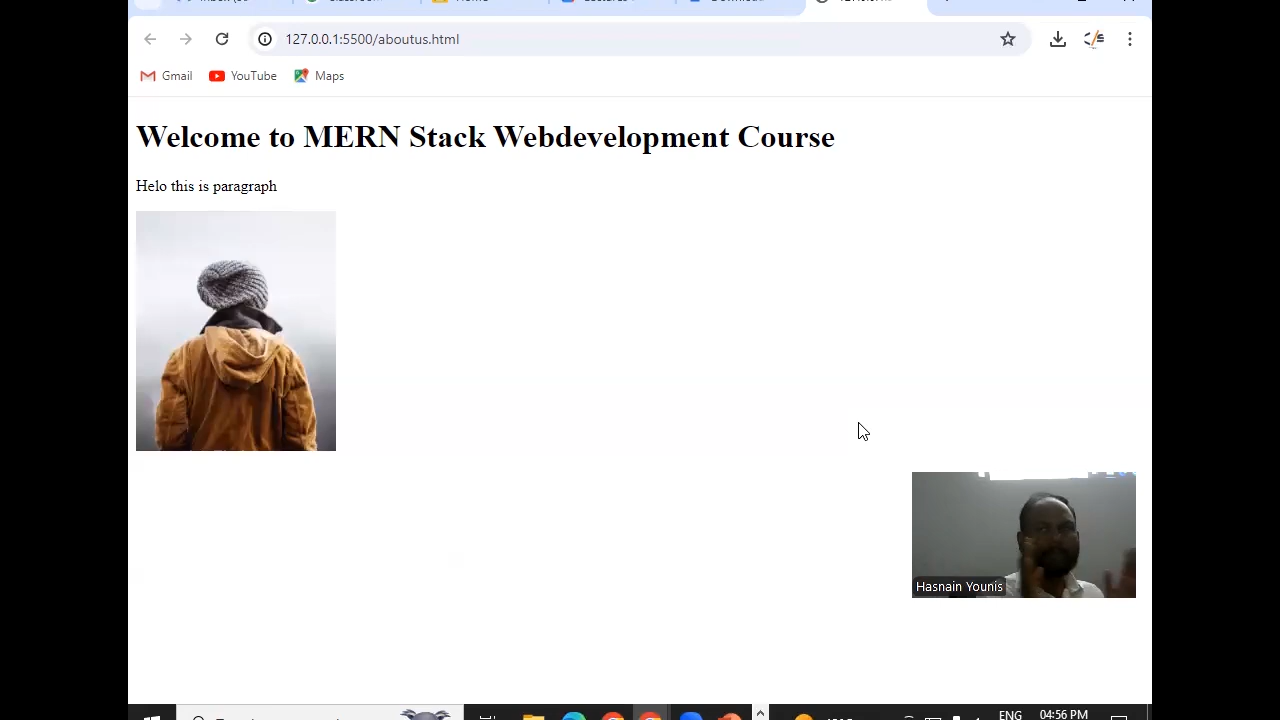 127.0.0.1:5500/aboutus.html
Gmail YouTube Maps
Welcome to MERN Stack Webdevelopment Course
Helo this is paragraph
Hasnain Younis
ENG 04:56 PM